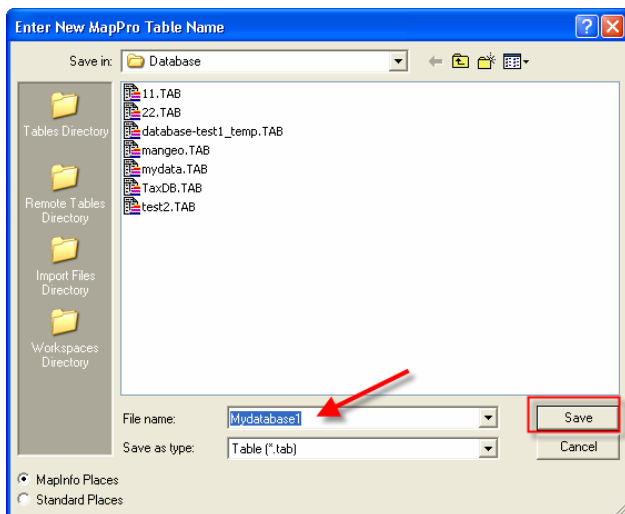 Enter New MapPro Table Name
Save in: Database
11.TAB
22.TAB
database-test1_temp.TAB
mangeo.TAB
mydata.TAB
TaxDB.TAB
test2.TAB
Tables Directory
Remote Tables
Directory
Import Files
Directory
Workspaces
Directory
File name: Mydatabase1 Save
Save as type: Table (*.tab) Cancel
MapInfo Places
Standard Places